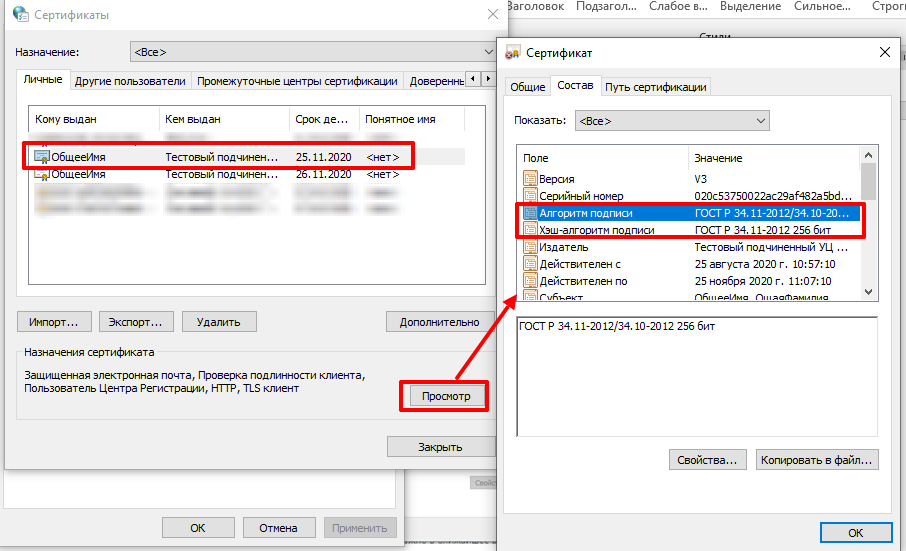 Заголовок Подзагол... Слабое в... Выделение Сильное... Строгі
Стили
Сертификаты
Назначение: <Все>
Личные Другие пользователи Промежуточные центры сертификации Доверенны
Кому выдан Кем выдан Срок де... Понятное имя
ОбщееИмя Тестовый подчинен... 25.11.2020 <нет>
ОбщееИмя Тестовый подчинен... 26.11.2020 <нет>
Импорт... Экспорт... Удалить Дополнительно
Назначения сертификата
Защищенная электронная почта, Проверка подлинности клиента,
Пользователь Центра Регистрации, HTTP, TLS клиент
Просмотр
Закрыть
ОК Отмена Применить
Сертификат
Общие Состав Путь сертификации
Показать: <Все>
Поле Значение
Версия V3
Серийный номер 020c53750022ac29af482a5bd...
Алгоритм подписи ГОСТ Р 34.11-2012/34.10-20...
Хэш-алгоритм подписи ГОСТ Р 34.11-2012 256 бит
Издатель Тестовый подчиненный УЦ ...
Действителен с 25 августа 2020 г. 10:57:10
Действителен по 25 ноября 2020 г. 11:07:10
Субъект ОбщееИмя, ОщаяФамилия,
ГОСТ Р 34.11-2012/34.10-2012 256 бит
Свойства... Копировать в файл...
ОК